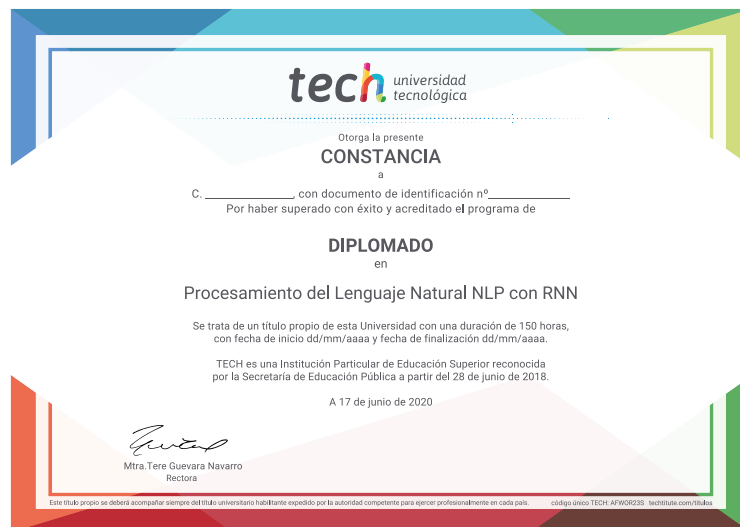 tech universidad
tecnológica
Otorga la presente
CONSTANCIA
a
C. ______________, con documento de identificación nº______________
Por haber superado con éxito y acreditado el programa de
DIPLOMADO
en
Procesamiento del Lenguaje Natural NLP con RNN
Se trata de un título propio de esta Universidad con una duración de 150 horas,
con fecha de inicio dd/mm/aaaa y fecha de finalización dd/mm/aaaa.
TECH es una Institución Particular de Educación Superior reconocida
por la Secretaría de Educación Pública a partir del 28 de junio de 2018.
A 17 de junio de 2020
Mtra.Tere Guevara Navarro
Rectora
Este título propio se deberá acompañar siempre del título universitario habilitante expedido por la autoridad competente para ejercer profesionalmente en cada país. código único TECH: AFWOR23S techtitute.com/titulos